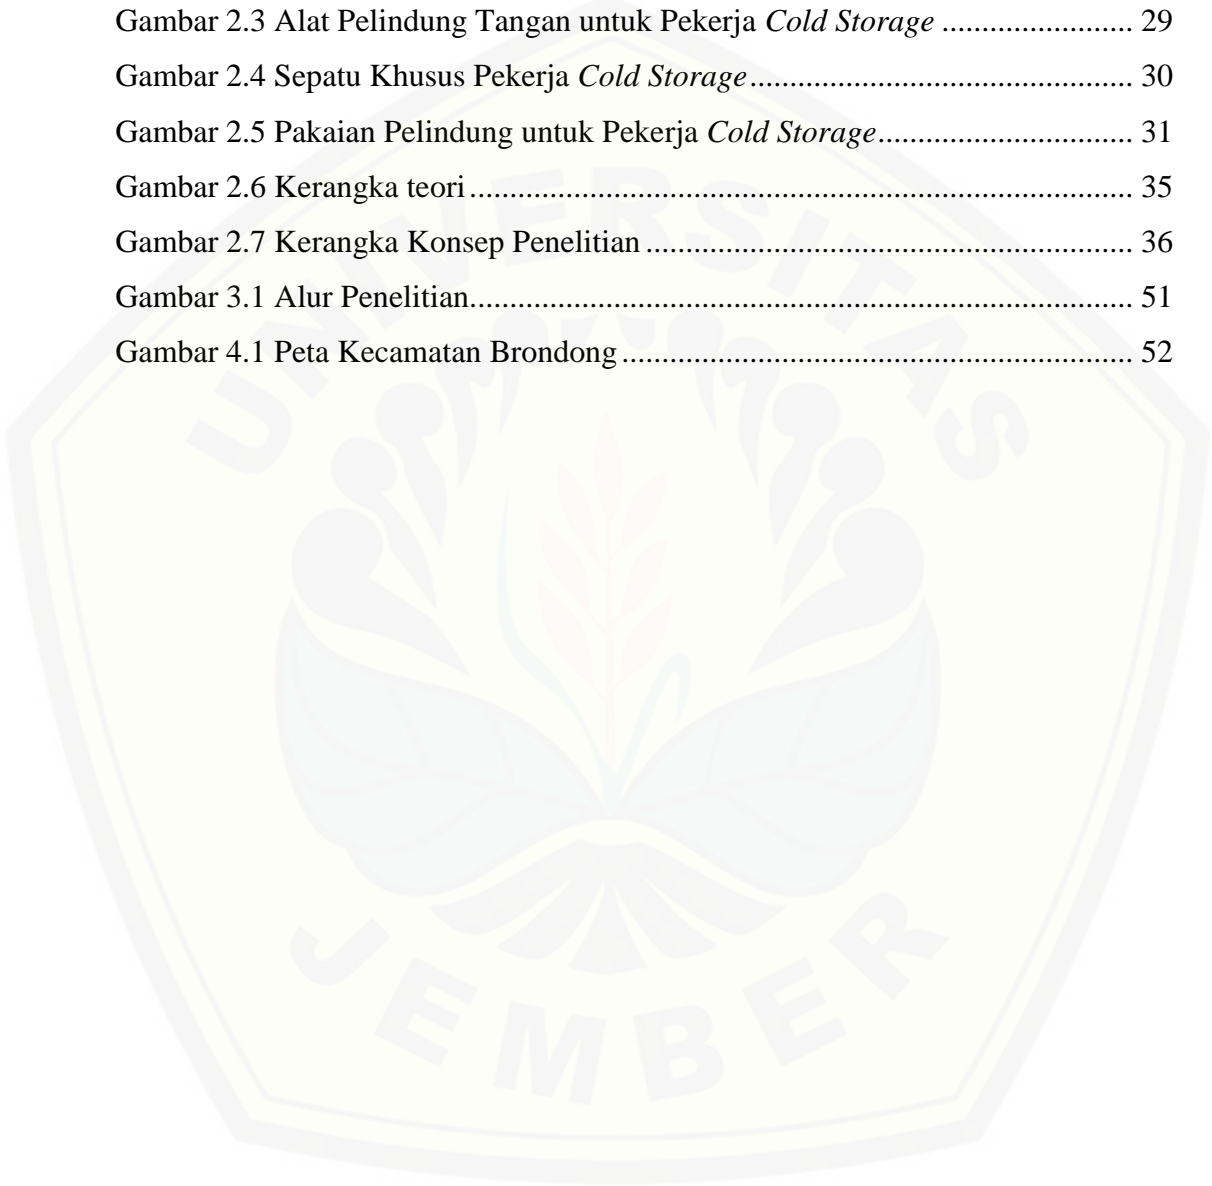 Gambar 2.3 Alat Pelindung Tangan untuk Pekerja Cold Storage ........................ 29
Gambar 2.4 Sepatu Khusus Pekerja Cold Storage ................................................ 30
Gambar 2.5 Pakaian Pelindung untuk Pekerja Cold Storage ................................ 31
Gambar 2.6 Kerangka teori ................................................................................... 35
Gambar 2.7 Kerangka Konsep Penelitian ............................................................. 36
Gambar 3.1 Alur Penelitian ................................................................................... 51
Gambar 4.1 Peta Kecamatan Brondong ................................................................ 52
UNIVERSITAS
JEMBER